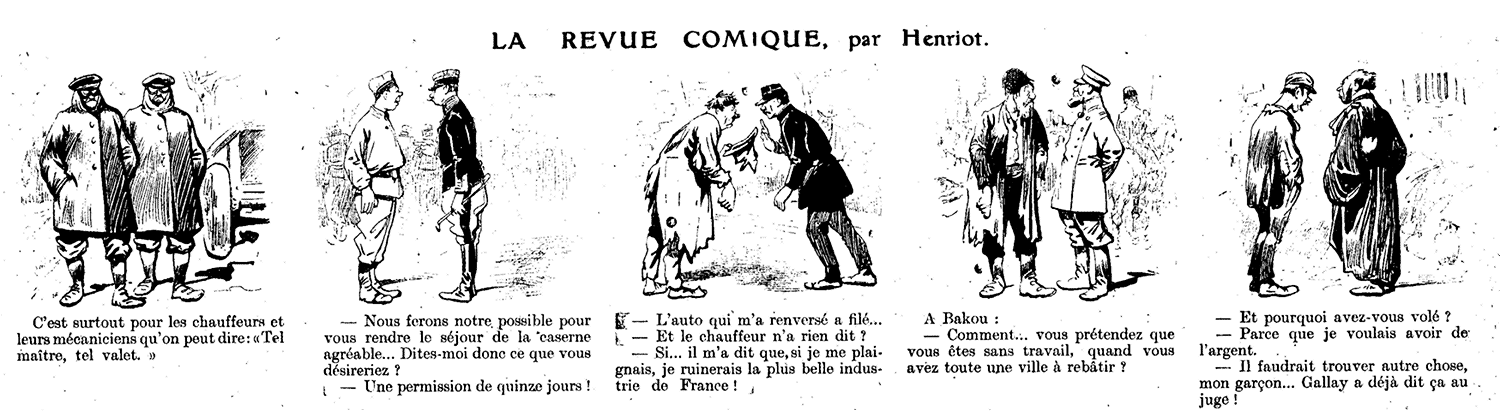 LA REVUE COMIQUE, par Henriot.
C'est surtout pour les chauffeurs et
leurs mécaniciens qu'on peut dire: « Tel
maître, tel valet. »
— Nous ferons notre possible pour
vous rendre le séjour de la caserne
agréable... Dites-moi donc ce que vous
désireriez ?
— Une permission de quinze jours !
— L'auto qui m'a renversé a filé...
— Et le chauffeur n'a rien dit ?
— Si... il m'a dit que, si je me plai-
gnais, je ruinerais la plus belle indus-
trie de France !
A Bakou :
— Comment... vous prétendez que
vous êtes sans travail, quand vous
avez toute une ville à rebâtir ?
— Et pourquoi avez-vous volé ?
— Parce que je voulais avoir de
l'argent.
— Il faudrait trouver autre chose,
mon garçon... Gallay a déjà dit ça au
juge !